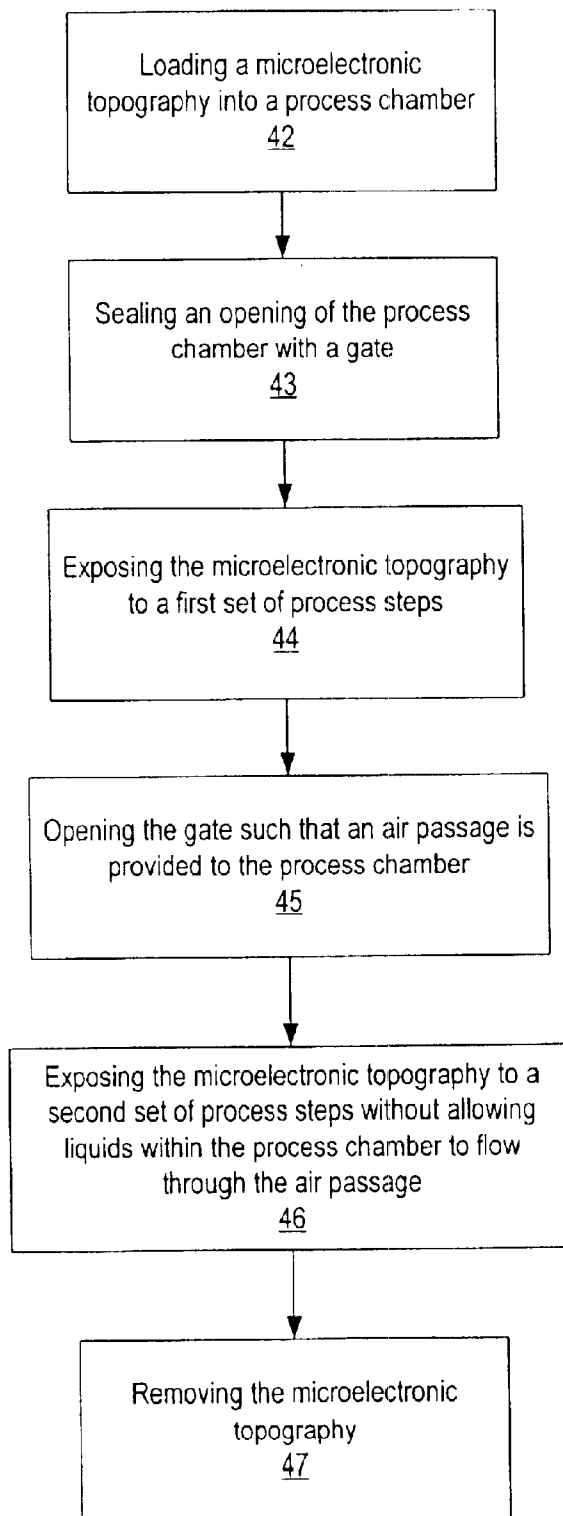 Loading a microelectronic
topography into a process chamber
42
Sealing an opening of the process
chamber with a gate
43
Exposing the microelectronic topography
to a first set of process steps
44
Opening the gate such that an air passage is
provided to the process chamber
45
Exposing the microelectronic topography to a
second set of process steps without allowing
liquids within the process chamber to flow
through the air passage
46
Removing the microelectronic
topography
47